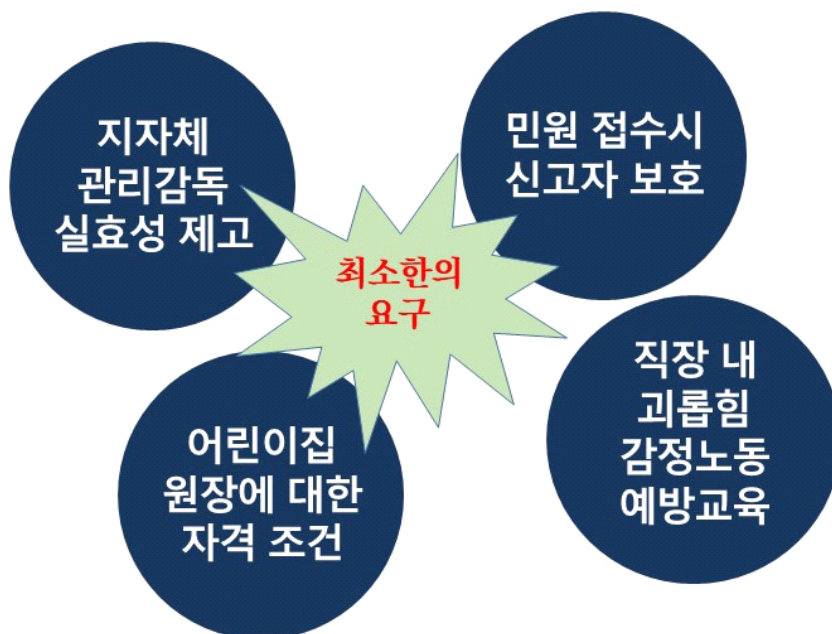 지자체
관리감독
실효성 제고
민원 접수시
신고자 보호
최소한의
요구
어린이집
원장에 대한
자격 조건
직장 내
괴롭힘
감정노동
예방교육